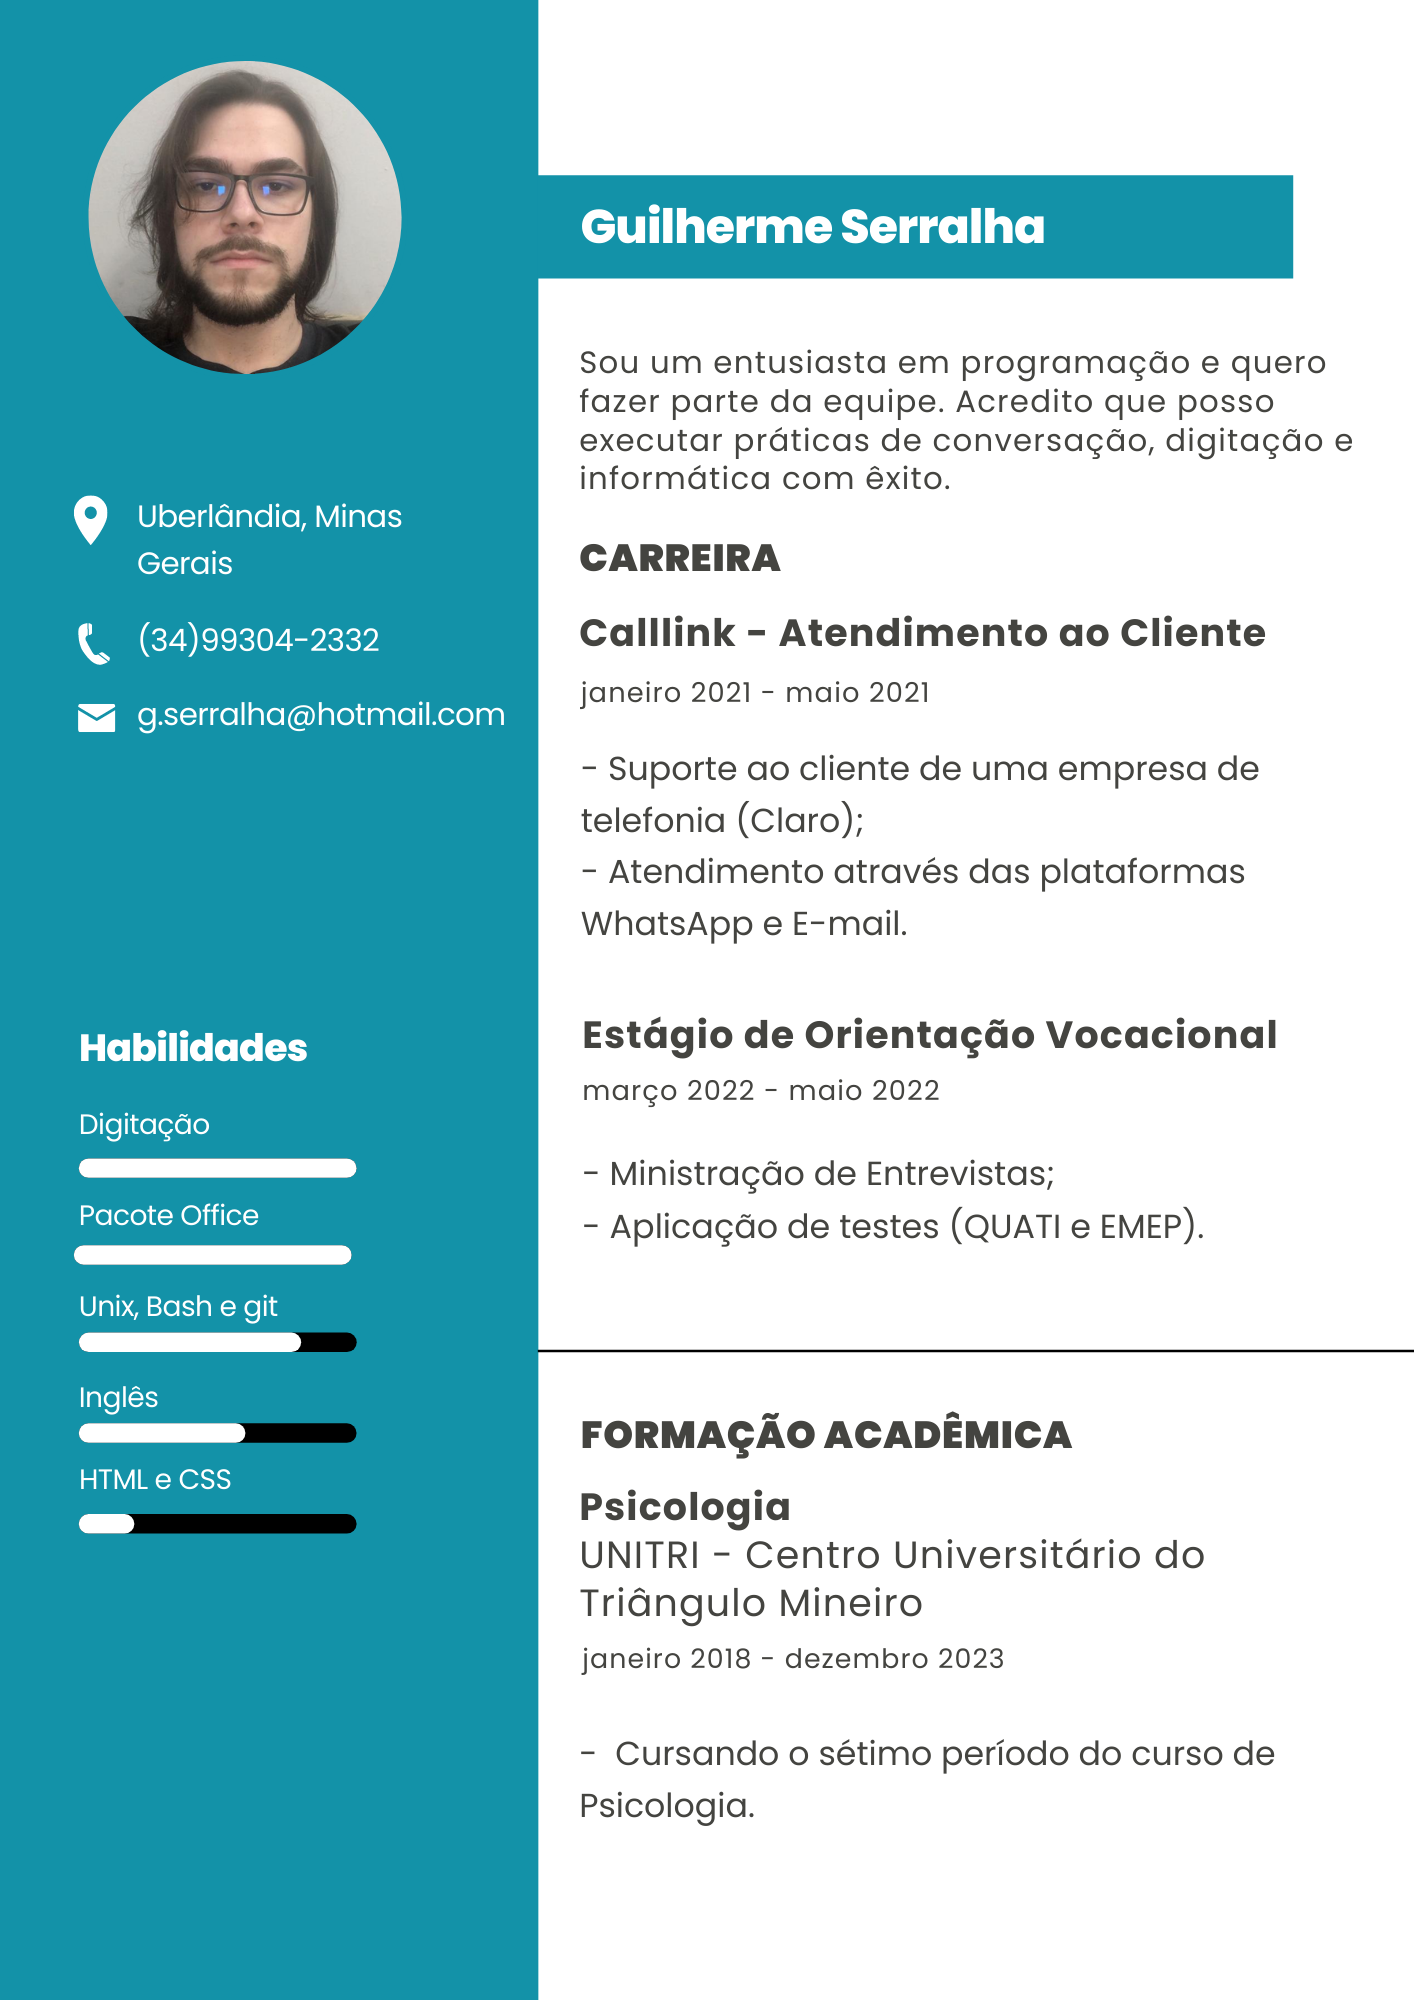 Guilherme Serralha
Sou um entusiasta em programação e quero
fazer parte da equipe. Acredito que posso
executar práticas de conversação, digitação e
informática com êxito.
Uberlândia, Minas
Gerais
(34)99304-2332
g.serralha@hotmail.com
Habilidades
Digitação
Pacote Office
Unix, Bash e git
Inglês
HTML e CSS
CARREIRA
Calllink - Atendimento ao Cliente
janeiro 2021 - maio 2021
- Suporte ao cliente de uma empresa de
telefonia (Claro);
- Atendimento através das plataformas
WhatsApp e E-mail.
Estágio de Orientação Vocacional
março 2022 - maio 2022
- Ministração de Entrevistas;
- Aplicação de testes (QUATI e EMEP).
FORMAÇÃO ACADÊMICA
Psicologia
UNITRI - Centro Universitário do
Triângulo Mineiro
janeiro 2018 - dezembro 2023
- Cursando o sétimo período do curso de
Psicologia.